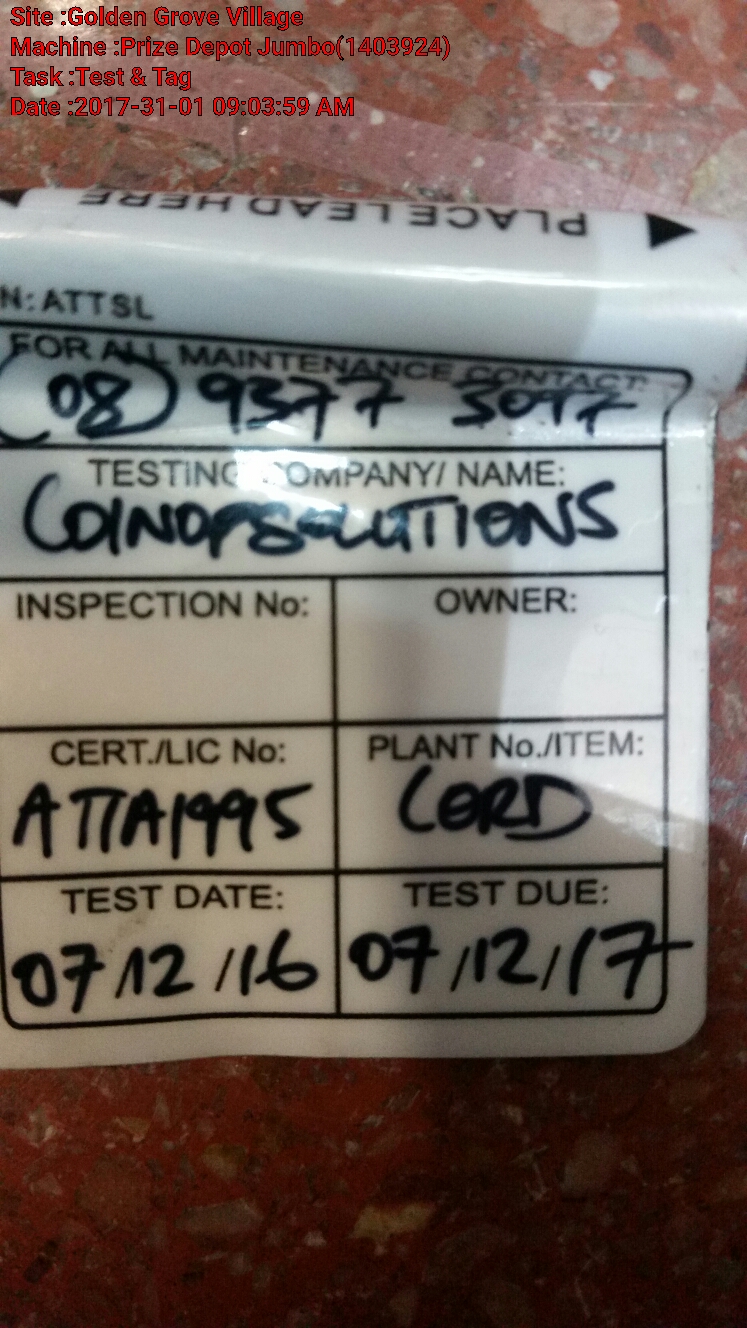 Site :Golden Grove Village
Machine :Prize Depot Jumbo(1403924)
Task :Test & Tag
Date :2017-31-01 09:03:59 AM
PLACE LEAD HERE
N:ATTSL
FOR ALL MAINTENANCE CONTACT:
(08) 9377 3097
TESTING COMPANY/ NAME:
COINOPSOLUTIONS
INSPECTION No: OWNER:
CERT./LIC No: PLANT No./ITEM:
ATTA1995 CORD
TEST DATE: TEST DUE:
07/12/16 07/12/17